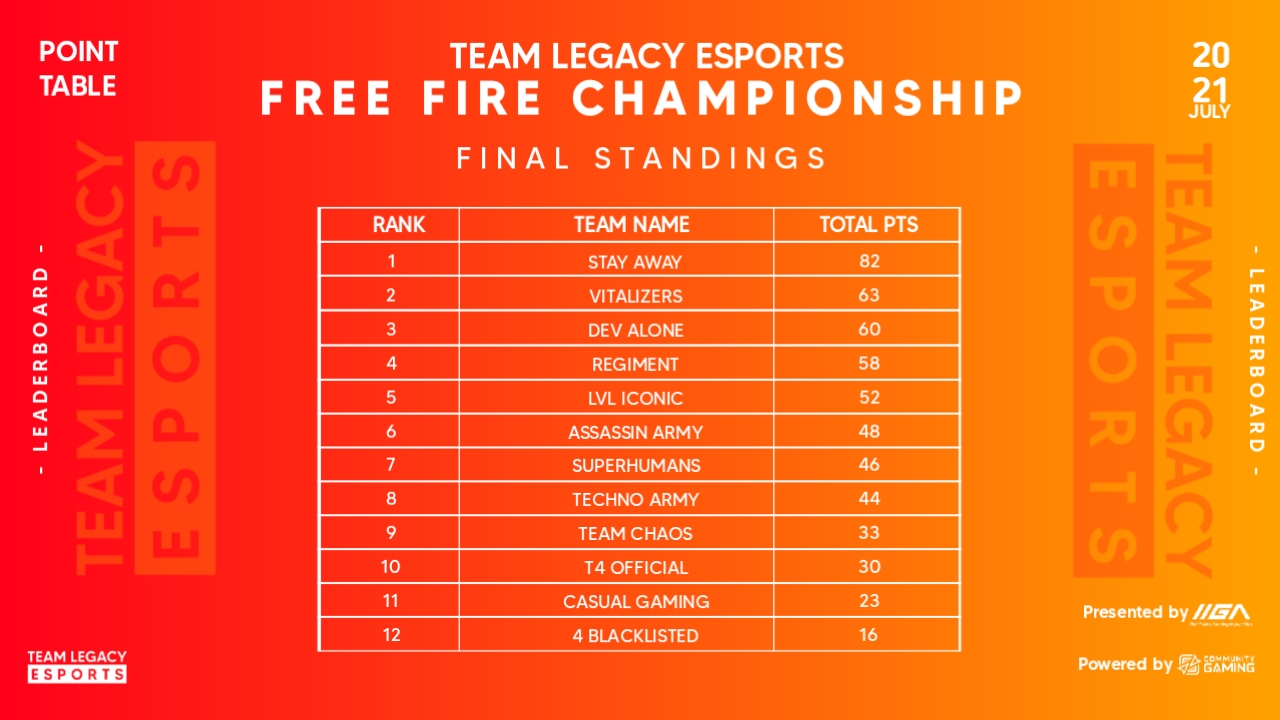 POINT
TABLE
TEAM LEGACY ESPORTS
FREE FIRE CHAMPIONSHIP
20
21
JULY
FINAL STANDINGS
RANK TEAM NAME TOTAL PTS
1 STAY AWAY 82
2 VITALIZERS 63
3 DEV ALONE 60
4 REGIMENT 58
5 LVL ICONIC 52
6 ASSASSIN ARMY 48
7 SUPERHUMANS 46
8 TECHNO ARMY 44
9 TEAM CHAOS 33
10 T4 OFFICIAL 30
11 CASUAL GAMING 23
12 4 BLACKLISTED 16
- LEADERBOARD -
TEAM LEGACY
ESPORTS
TEAM LEGACY
ESPORTS
- LEADERBOARD -
Presented by IIGA
Powered by COMMUNITY
GAMING
TEAM LEGACY
ESPORTS